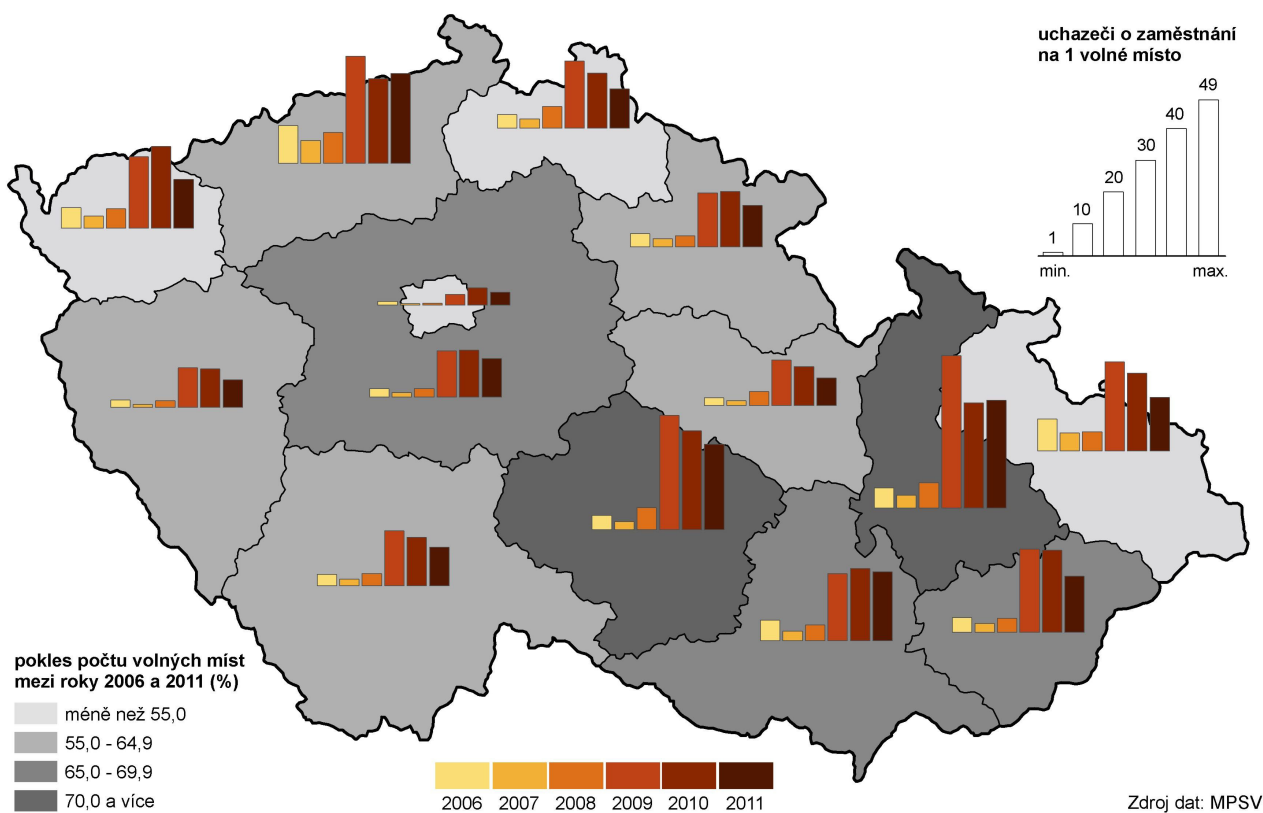 uchazeči o zaměstnání
na 1 volné místo
49
40
30
20
10
1
min.
max.
pokles počtu volných míst
mezi roky 2006 a 2011 (%)
méně než 55,0
55,0 - 64,9
65,0 - 69,9
70,0 a více
2006 2007 2008 2009 2010 2011
Zdroj dat: MPSV